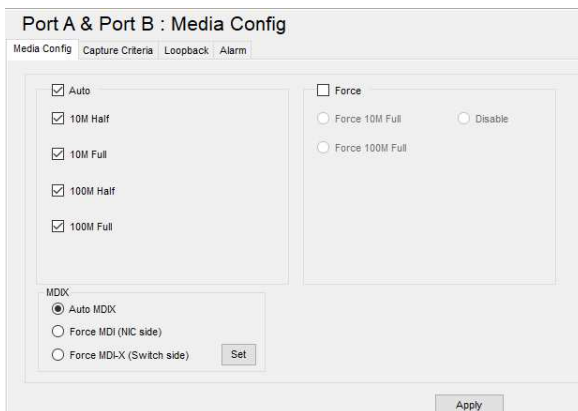 Port A & Port B : Media Config
Media Config Capture Criteria Loopback Alarm
Auto
10M Half
10M Full
100M Half
100M Full
Force
Force 10M Full Disable
Force 100M Full
MDIX
Auto MDIX
Force MDI (NIC side)
Force MDI-X (Switch side) Set
Apply